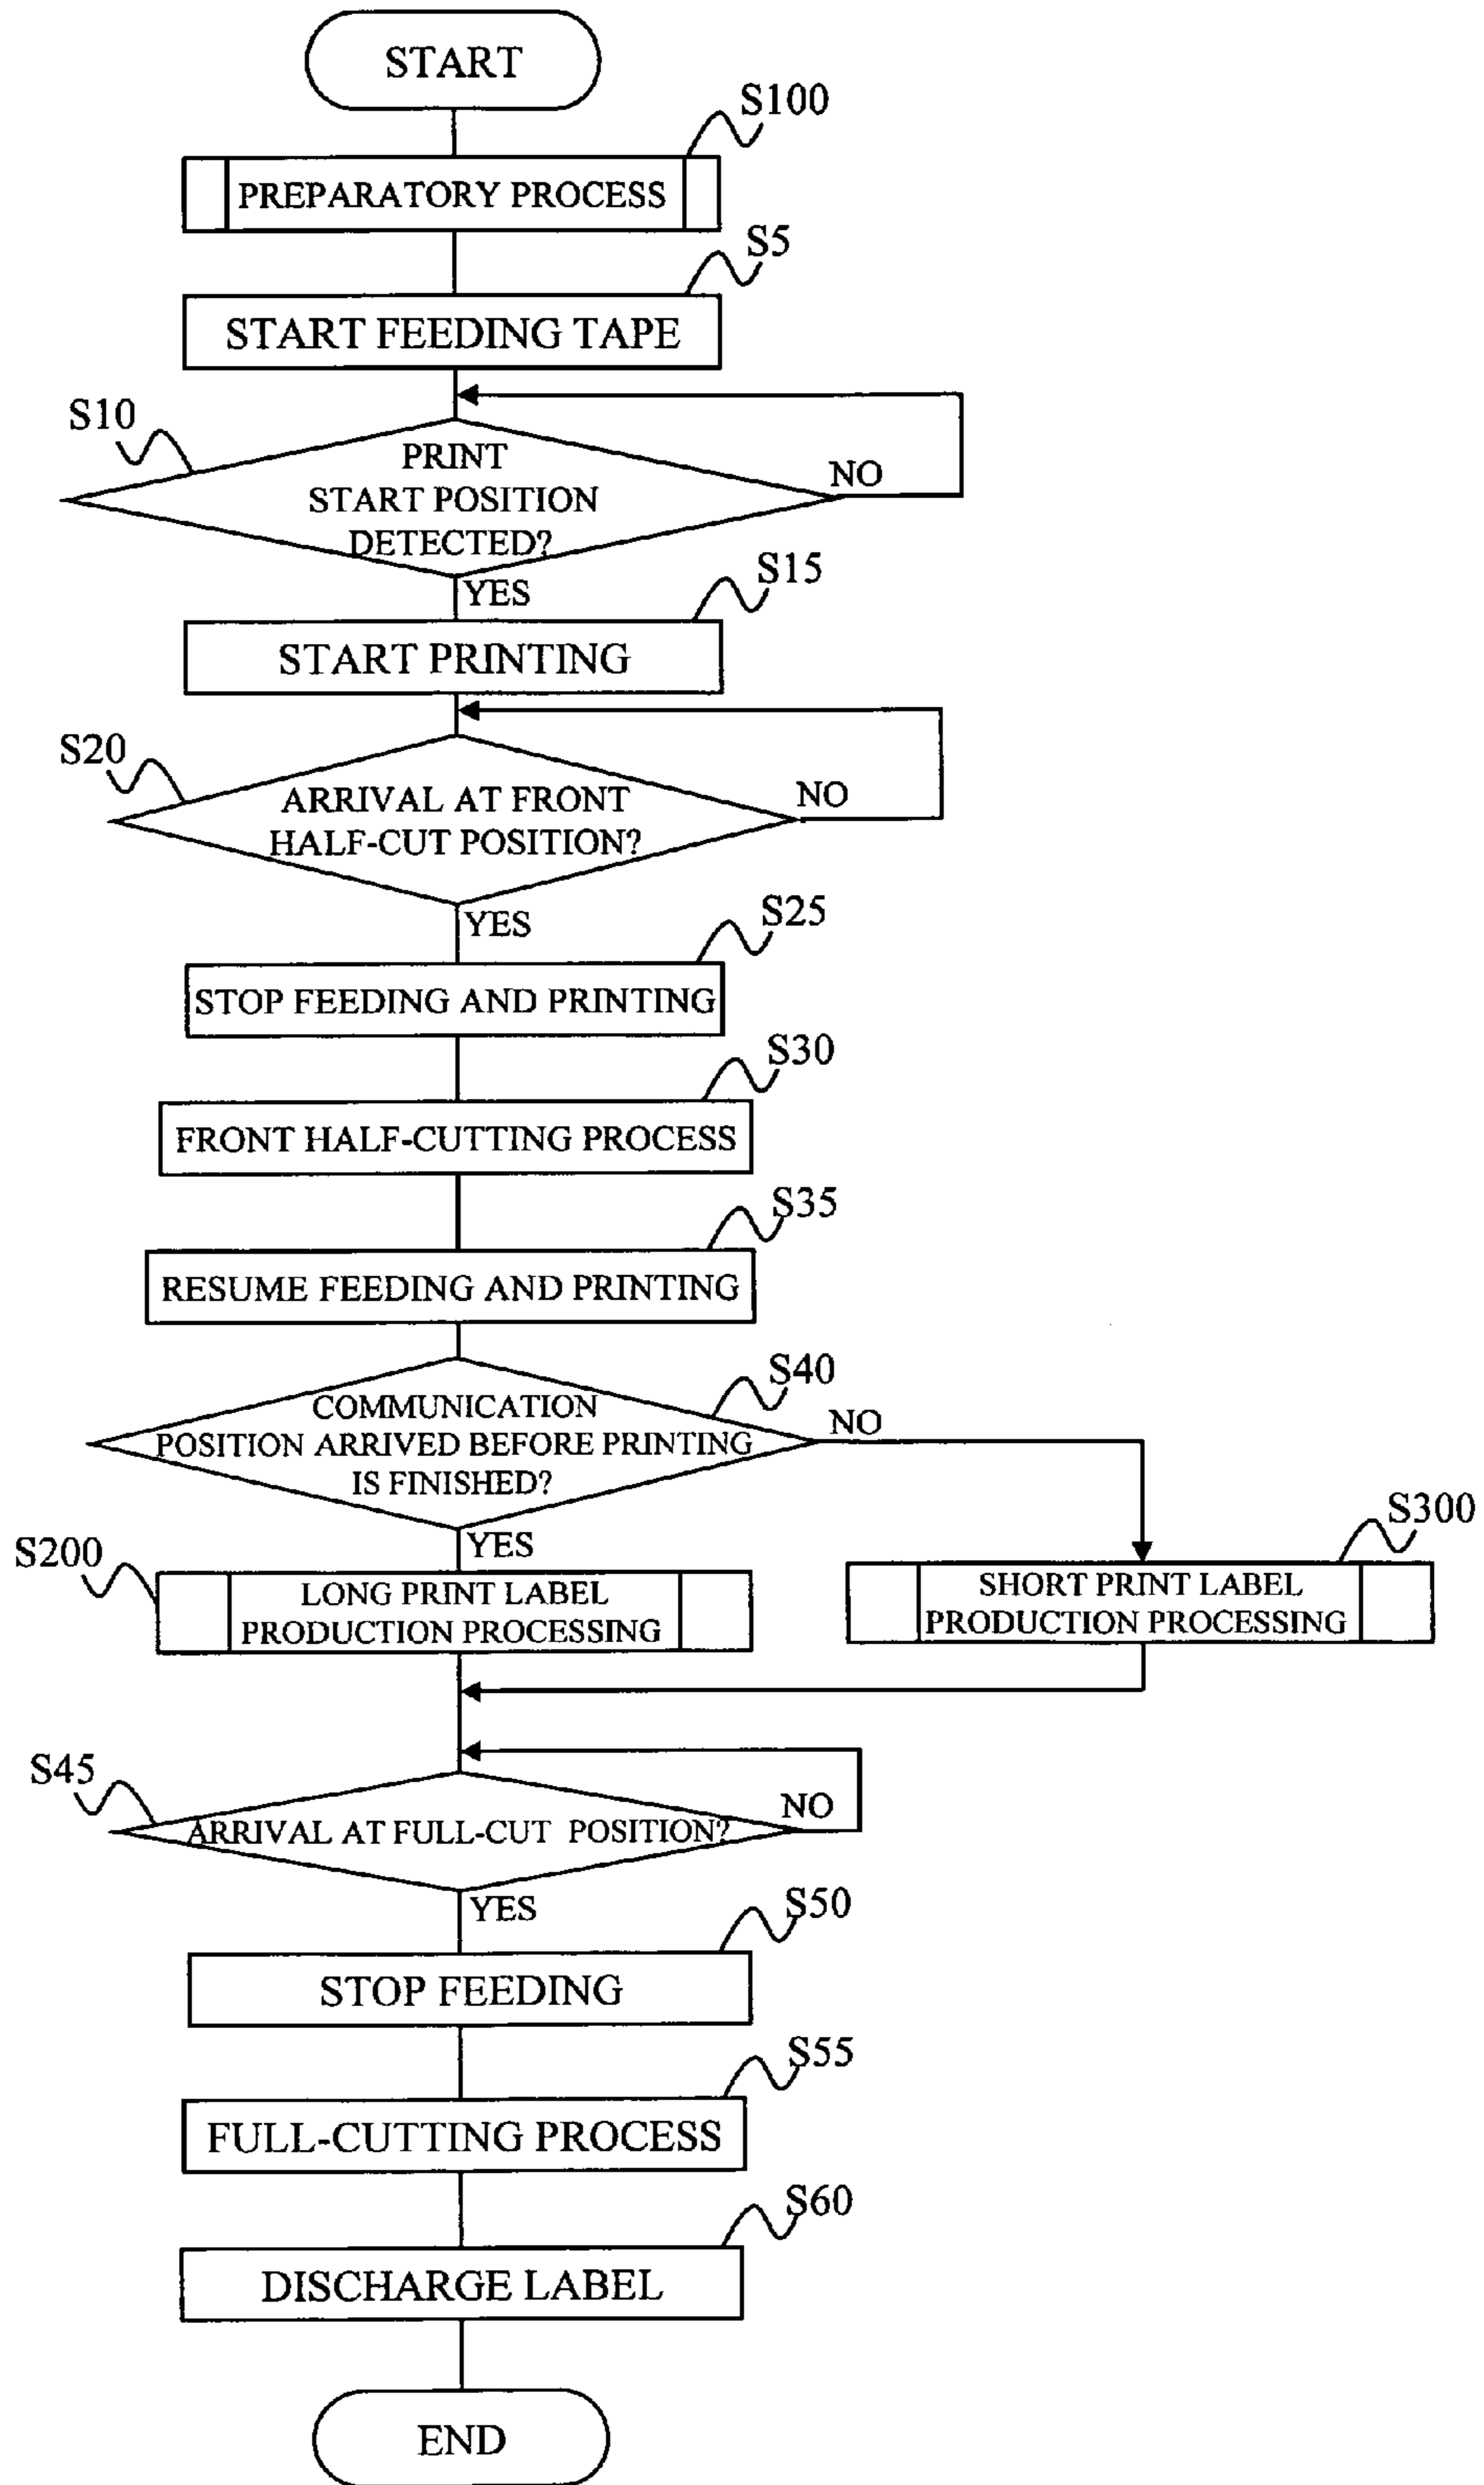 START
S100
PREPARATORY PROCESS
S5
START FEEDING TAPE
S10
PRINT
START POSITION
DETECTED?
NO
YES
S15
START PRINTING
S20
ARRIVAL AT FRONT
HALF-CUT POSITION?
NO
YES
S25
STOP FEEDING AND PRINTING
S30
FRONT HALF-CUTTING PROCESS
S35
RESUME FEEDING AND PRINTING
S40
COMMUNICATION
POSITION ARRIVED BEFORE PRINTING
IS FINISHED?
NO
YES
S200
LONG PRINT LABEL
PRODUCTION PROCESSING
S300
SHORT PRINT LABEL
PRODUCTION PROCESSING
S45
ARRIVAL AT FULL-CUT POSITION?
NO
YES
S50
STOP FEEDING
S55
FULL-CUTTING PROCESS
S60
DISCHARGE LABEL
END